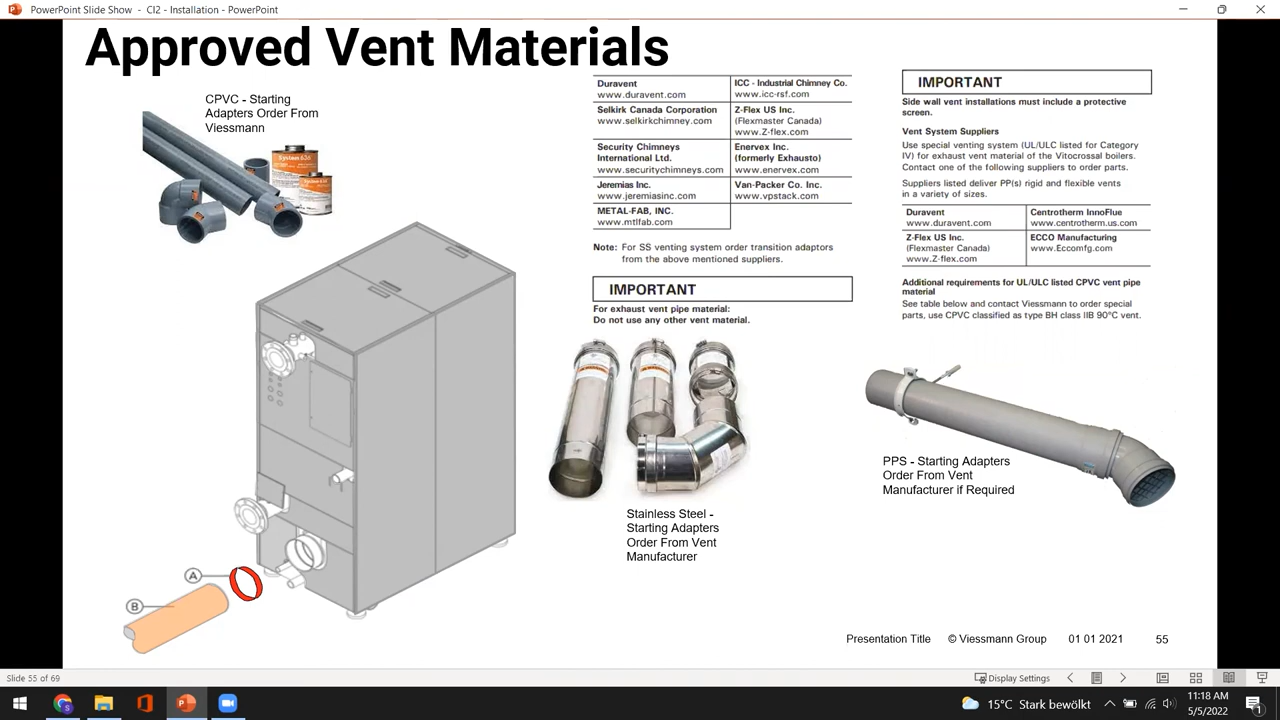 PowerPoint Slide Show - CI2 - Installation - PowerPoint
Approved Vent Materials
CPVC - Starting
Adapters Order From
Viessmann
System 636
System 636
Duravent
www.duravent.com
ICC - Industrial Chimney Co.
www.icc-rsf.com
Selkirk Canada Corporation
www.selkirkchimney.com
Z-Flex US Inc.
(Flexmaster Canada)
www.Z-flex.com
Security Chimneys
International Ltd.
www.securitychimneys.com
Enervex Inc.
(formerly Exhausto)
www.enervex.com
Jeremias Inc.
www.jeremiasinc.com
Van-Packer Co. Inc.
www.vpstack.com
METAL-FAB, INC.
www.mtlfab.com
Note: For SS venting system order transition adaptors
from the above mentioned suppliers.
IMPORTANT
For exhaust vent pipe material:
Do not use any other vent material.
IMPORTANT
Side wall vent installations must include a protective
screen.
Vent System Suppliers
Use special venting system (UL/ULC listed for Category
IV) for exhaust vent material of the Vitocrossal boilers.
Contact one of the following suppliers to order parts.
Suppliers listed deliver PP(s) rigid and flexible vents
in a variety of sizes.
Duravent
www.duravent.com
Centrotherm InnoFlue
www.centrotherm.us.com
Z-Flex US Inc.
(Flexmaster Canada)
www.Z-flex.com
ECCO Manufacturing
www.Eccomfg.com
Additional requirements for UL/ULC listed CPVC vent pipe
material
See table below and contact Viessmann to order special
parts, use CPVC classified as type BH class IIB 90°C vent.
Stainless Steel -
Starting Adapters
Order From Vent
Manufacturer
PPS - Starting Adapters
Order From Vent
Manufacturer if Required
A
B
Presentation Title © Viessmann Group 01 01 2021 55
Slide 55 of 69
Display Settings
15°C Stark bewölkt
11:18 AM
5/5/2022
1